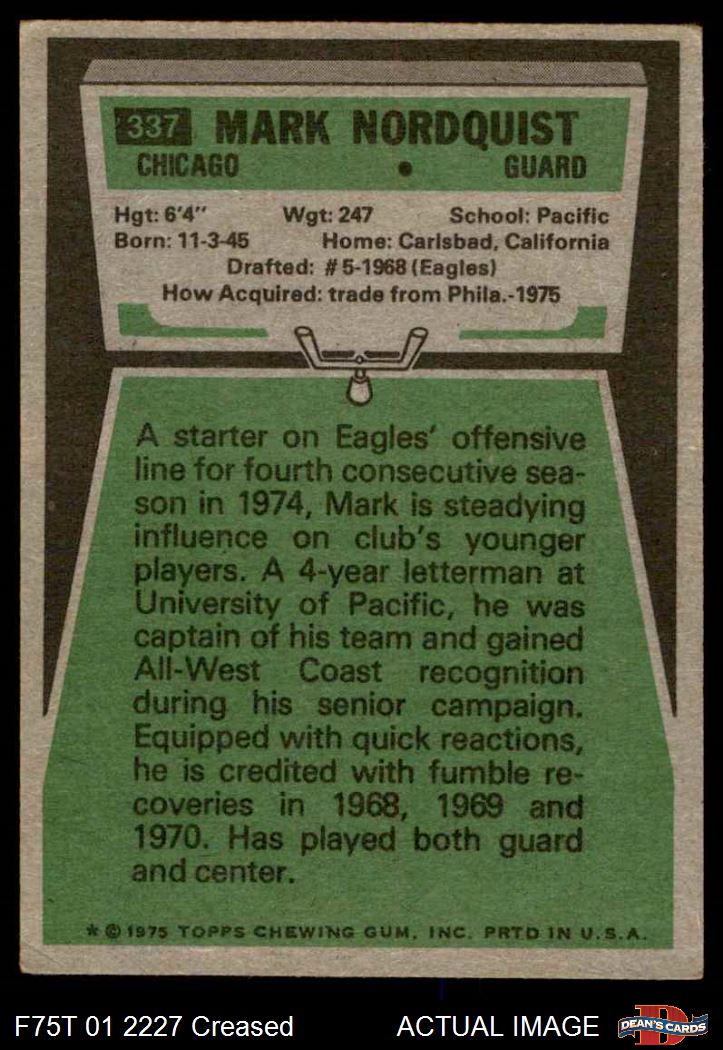 337 MARK NORDQUIST
CHICAGO • GUARD
Hgt: 6'4" Wgt: 247 School: Pacific
Born: 11-3-45 Home: Carlsbad, California
Drafted: #5-1968 (Eagles)
How Acquired: trade from Phila.-1975
A starter on Eagles' offensive
line for fourth consecutive sea-
son in 1974, Mark is steadying
influence on club's younger
players. A 4-year letterman at
University of Pacific, he was
captain of his team and gained
All-West Coast recognition
during his senior campaign.
Equipped with quick reactions,
he is credited with fumble re-
coveries in 1968, 1969 and
1970. Has played both guard
and center.
* © 1975 TOPPS CHEWING GUM, INC. PRTD IN U.S.A.
F75T 01 2227 Creased ACTUAL IMAGE
D
DEAN'S CARDS